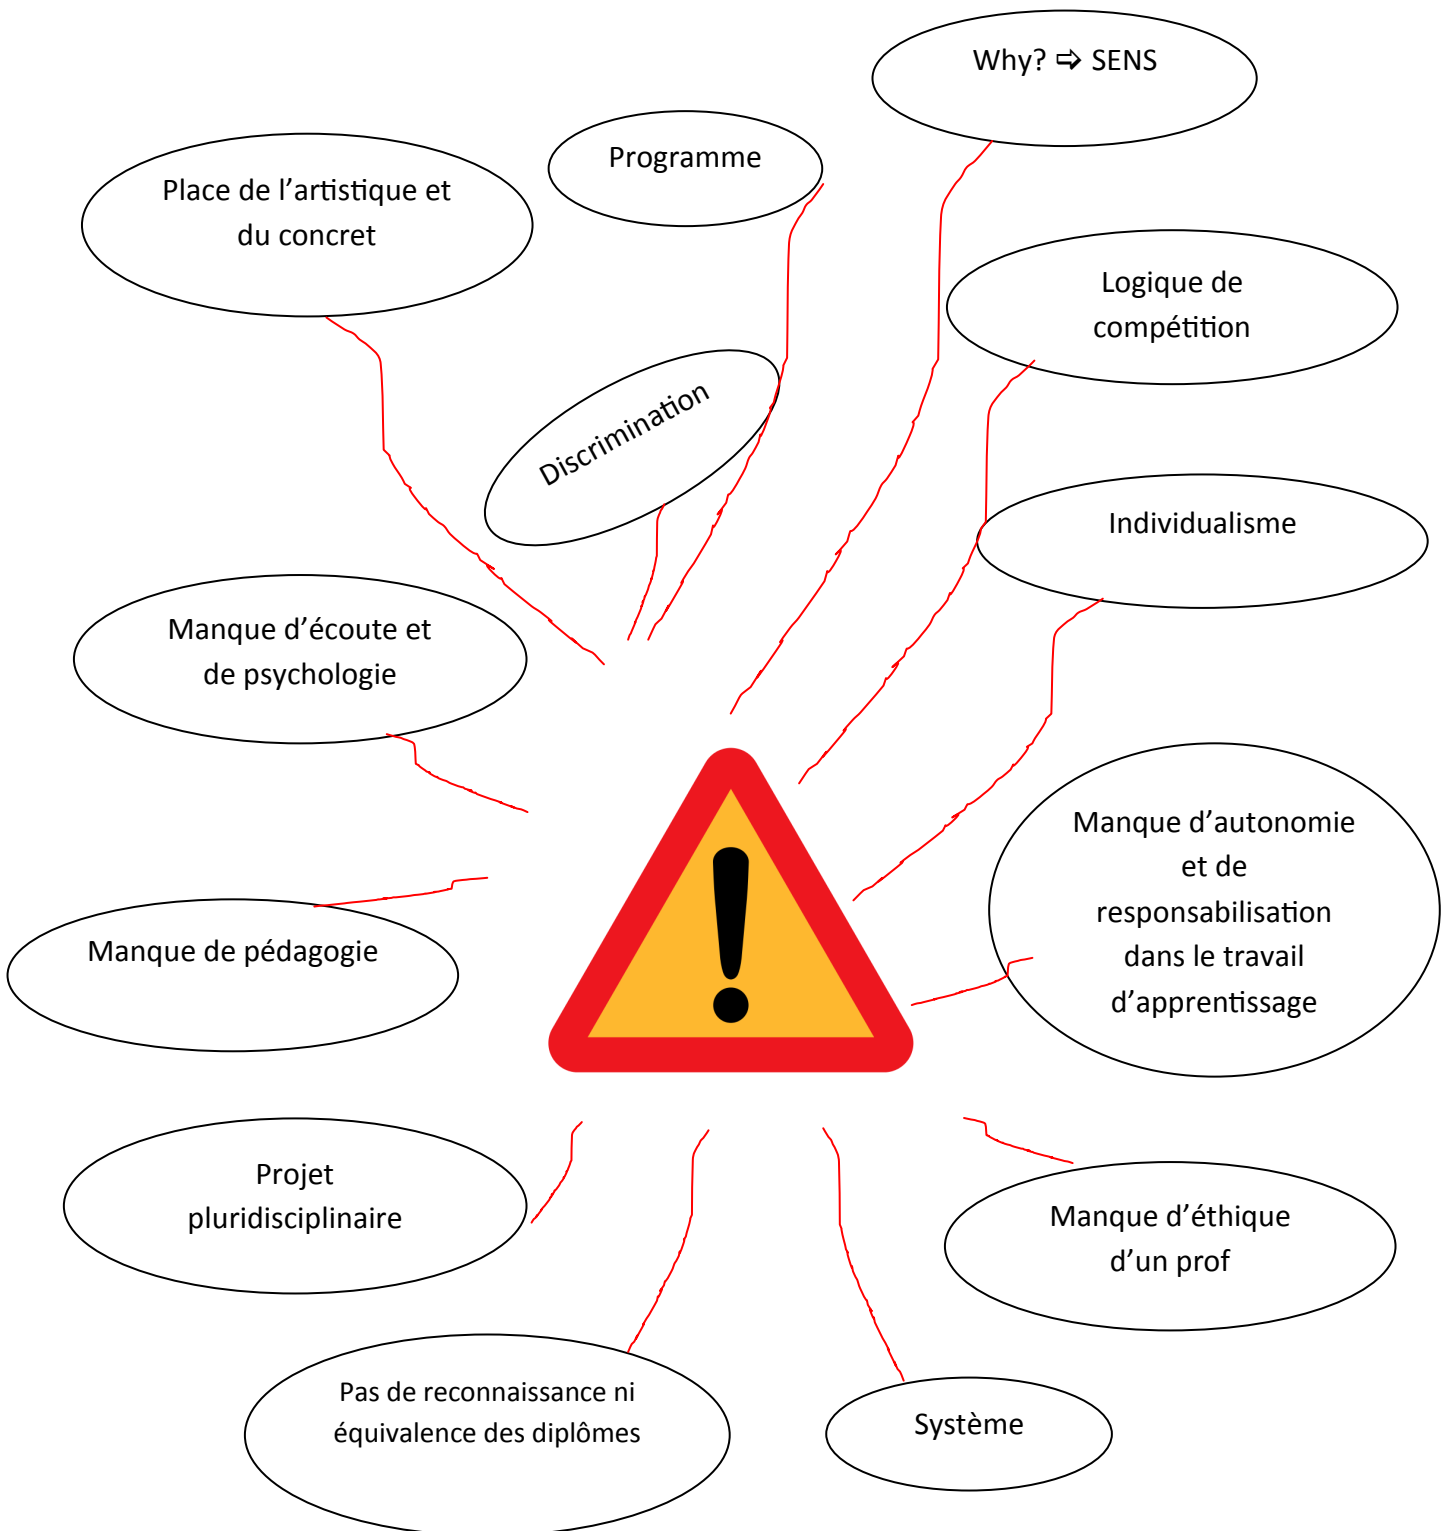 Why? ⇨ SENS
Programme
Place de l’artistique et
du concret
Logique de
compétition
Discrimination
Individualisme
Manque d’écoute et
de psychologie
Manque d’autonomie
et de
responsabilisation
dans le travail
d’apprentissage
Manque de pédagogie
Projet
pluridisciplinaire
Manque d’éthique
d’un prof
Pas de reconnaissance ni
équivalence des diplômes
Système